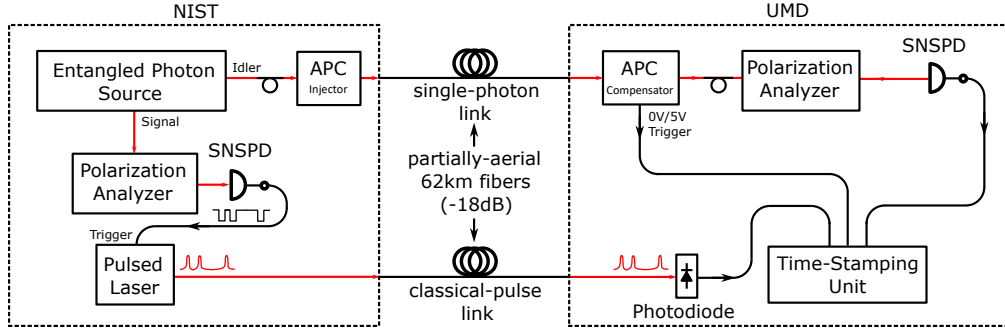 NIST
UMD
Entangled Photon
Source
Idler
APC
Injector
single-photon
link
APC
Compensator
Polarization
Analyzer
SNSPD
0V/5V
Trigger
Signal
SNSPD
Polarization
Analyzer
partially-aerial
62km fibers
(-18dB)
Trigger
Pulsed
Laser
classical-pulse
link
Photodiode
Time-Stamping
Unit